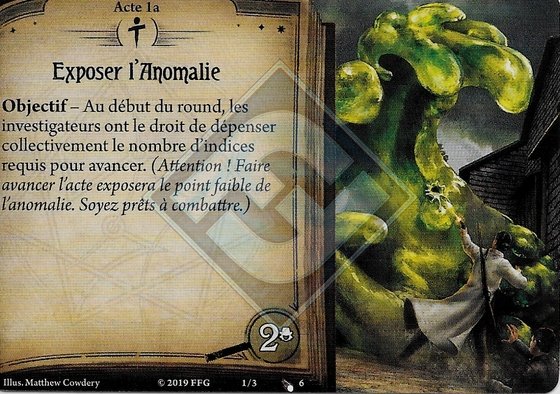 Acte 1a
Exposer l'Anomalie
Objectif – Au début du round, les
investigateurs ont le droit de dépenser
collectivement le nombre d'indices
requis pour avancer. (Attention ! Faire
avancer l'acte exposera le point faible de
l'anomalie. Soyez prêts à combattre.)
2
Illus. Matthew Cowdery © 2019 FFG 1/3 6